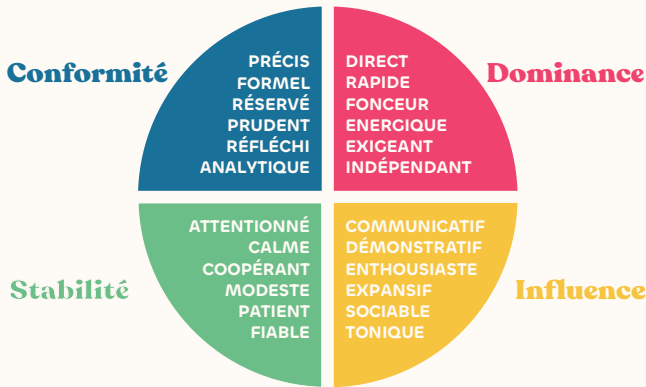 Conformité
PRÉCIS
FORMEL
RÉSERVÉ
PRUDENT
RÉFLÉCHI
ANALYTIQUE
DIRECT
RAPIDE
FONCEUR
ENERGIQUE
EXIGEANT
INDÉPENDANT
Dominance
Stabilité
ATTENTIONNÉ
CALME
COOPÉRANT
MODESTE
PATIENT
FIABLE
COMMUNICATIF
DÉMONSTRATIF
ENTHOUSIASTE
EXPANSIF
SOCIABLE
TONIQUE
Influence